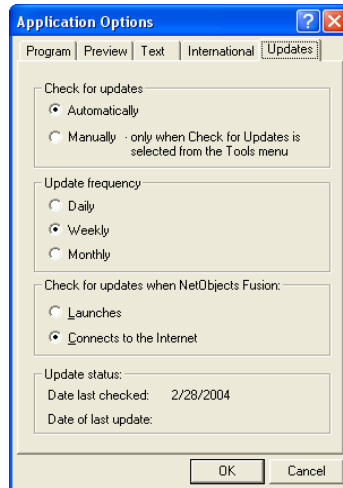 Application Options
Program Preview Text International Updates
Check for updates
Automatically
Manually - only when Check for Updates is
selected from the Tools menu
Update frequency
Daily
Weekly
Monthly
Check for updates when NetObjects Fusion:
Launches
Connects to the Internet
Update status:
Date last checked: 2/28/2004
Date of last update:
OK Cancel